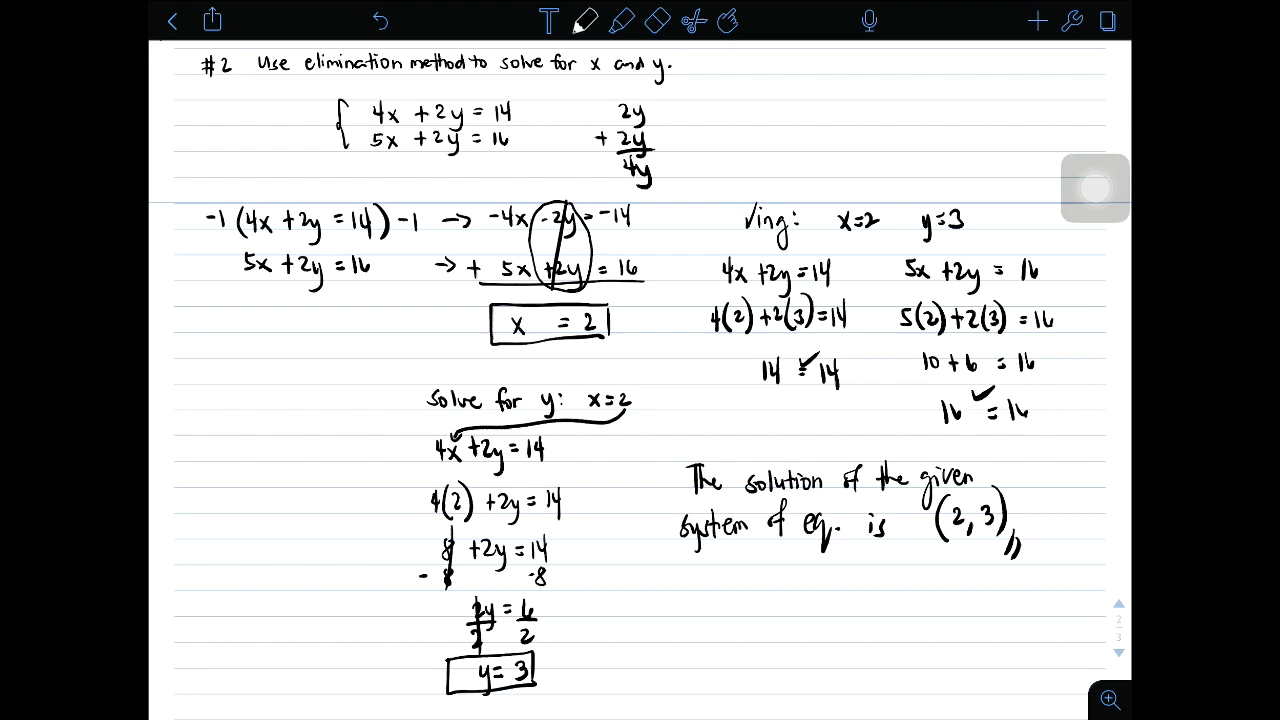 #2 Use elimination method to solve for x and y.
4x + 2y = 14
5x + 2y = 16
2y
+ 2y
4y
-1 (4x + 2y = 14) -1 → -4x -2y = -14
5x + 2y = 16 → + 5x +2y = 16
x = 2
solve for y: x=2
4x +2y = 14
4(2) +2y = 14
8 +2y = 14
- 8 -8
2y = 6
2 2
y = 3
√ing: x=2 y=3
4x +2y = 14
4(2) +2(3) = 14
14 = 14 ✓
5x +2y = 16
5(2) +2(3) = 16
10 + 6 = 16
16 = 16 ✓
The solution of the given
system of eq. is (2, 3)
2
3